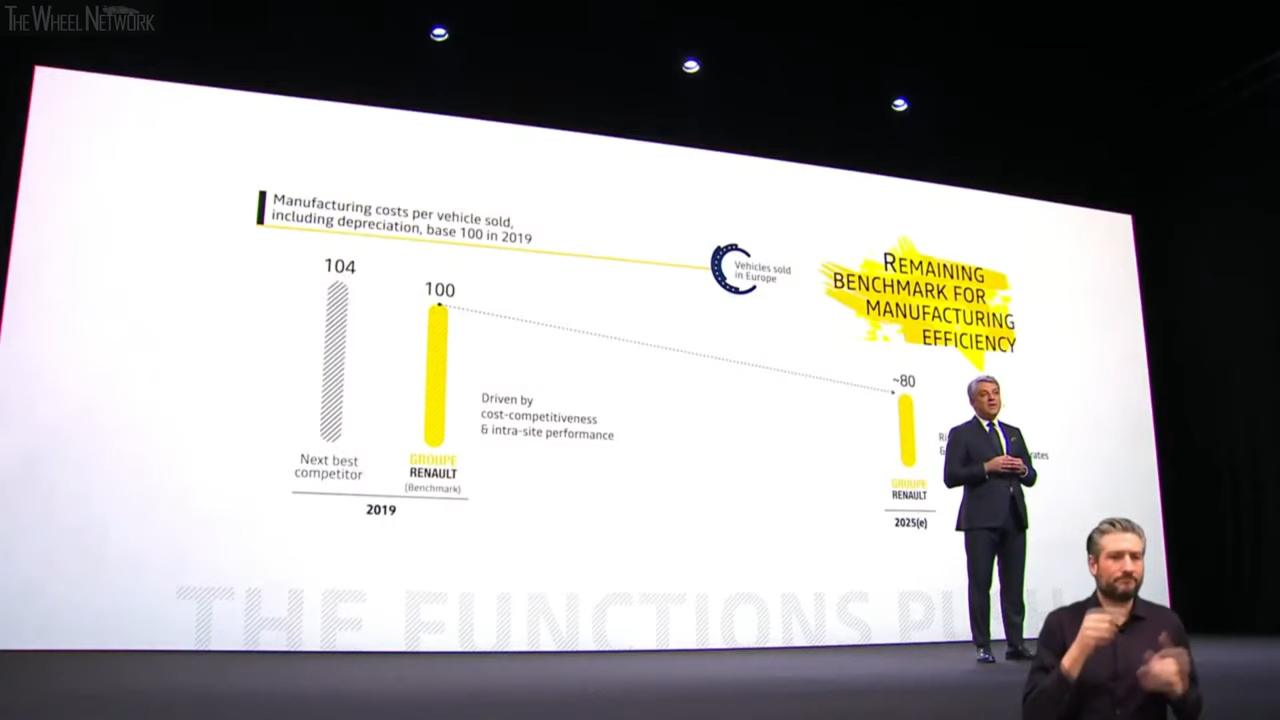 THE WHEEL NETWORK
Manufacturing costs per vehicle sold,
including depreciation, base 100 in 2019
Vehicles sold
in Europe
REMAINING
BENCHMARK FOR
MANUFACTURING
EFFICIENCY
104
100
~80
Driven by
cost-competitiveness
& intra-site performance
Next best
competitor
GROUPE
RENAULT
(Benchmark)
2019
GROUPE
RENAULT
2025(e)
THE FUNCTIONS